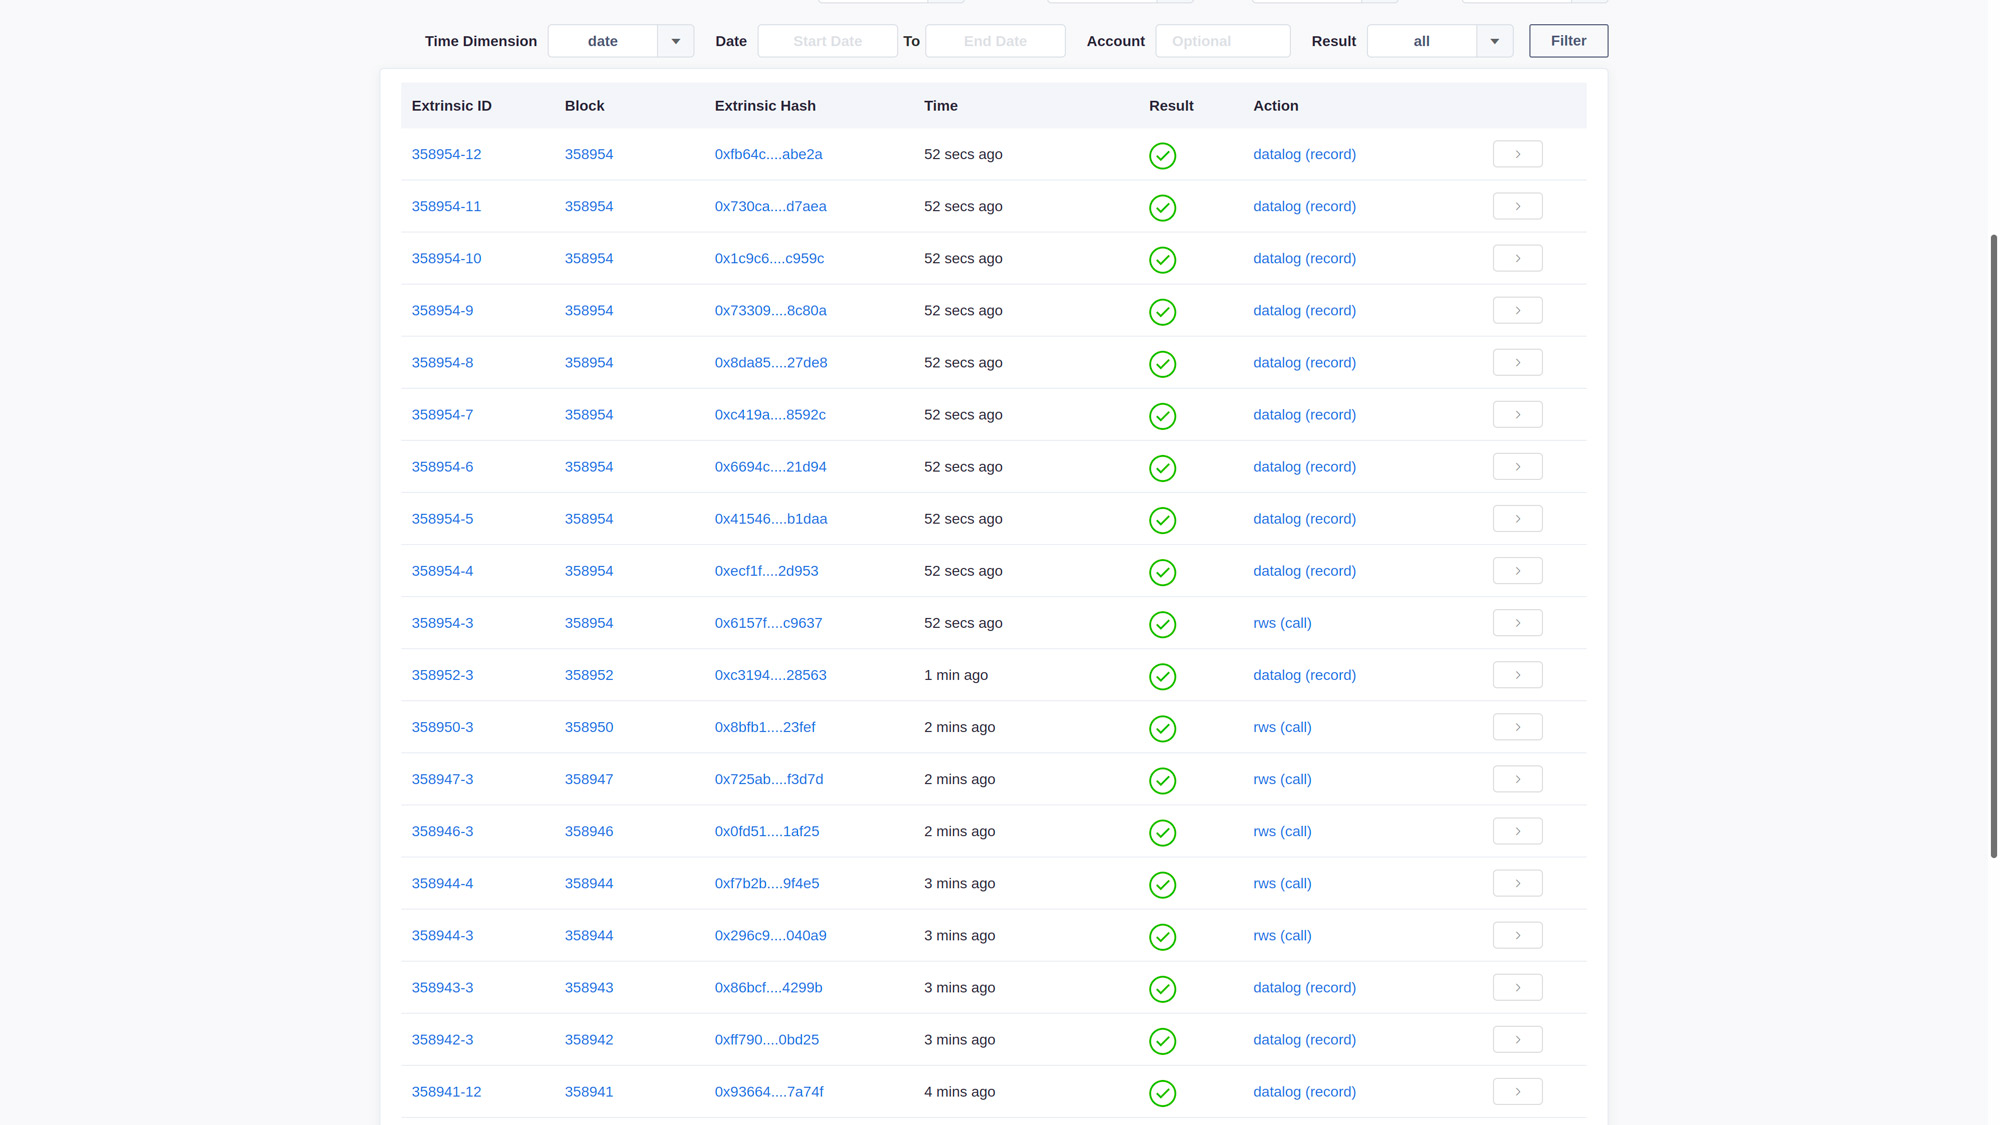 Time Dimension date Date Start Date To End Date Account Optional Result all Filter
Extrinsic ID Block Extrinsic Hash Time Result Action
358954-12 358954 0xfb64c....abe2a 52 secs ago datalog (record)
358954-11 358954 0x730ca....d7aea 52 secs ago datalog (record)
358954-10 358954 0x1c9c6....c959c 52 secs ago datalog (record)
358954-9 358954 0x73309....8c80a 52 secs ago datalog (record)
358954-8 358954 0x8da85....27de8 52 secs ago datalog (record)
358954-7 358954 0xc419a....8592c 52 secs ago datalog (record)
358954-6 358954 0x6694c....21d94 52 secs ago datalog (record)
358954-5 358954 0x41546....b1daa 52 secs ago datalog (record)
358954-4 358954 0xecf1f....2d953 52 secs ago datalog (record)
358954-3 358954 0x6157f....c9637 52 secs ago rws (call)
358952-3 358952 0xc3194....28563 1 min ago datalog (record)
358950-3 358950 0x8bfb1....23fef 2 mins ago rws (call)
358947-3 358947 0x725ab....f3d7d 2 mins ago rws (call)
358946-3 358946 0x0fd51....1af25 2 mins ago rws (call)
358944-4 358944 0xf7b2b....9f4e5 3 mins ago rws (call)
358944-3 358944 0x296c9....040a9 3 mins ago rws (call)
358943-3 358943 0x86bcf....4299b 3 mins ago datalog (record)
358942-3 358942 0xff790....0bd25 3 mins ago datalog (record)
358941-12 358941 0x93664....7a74f 4 mins ago datalog (record)